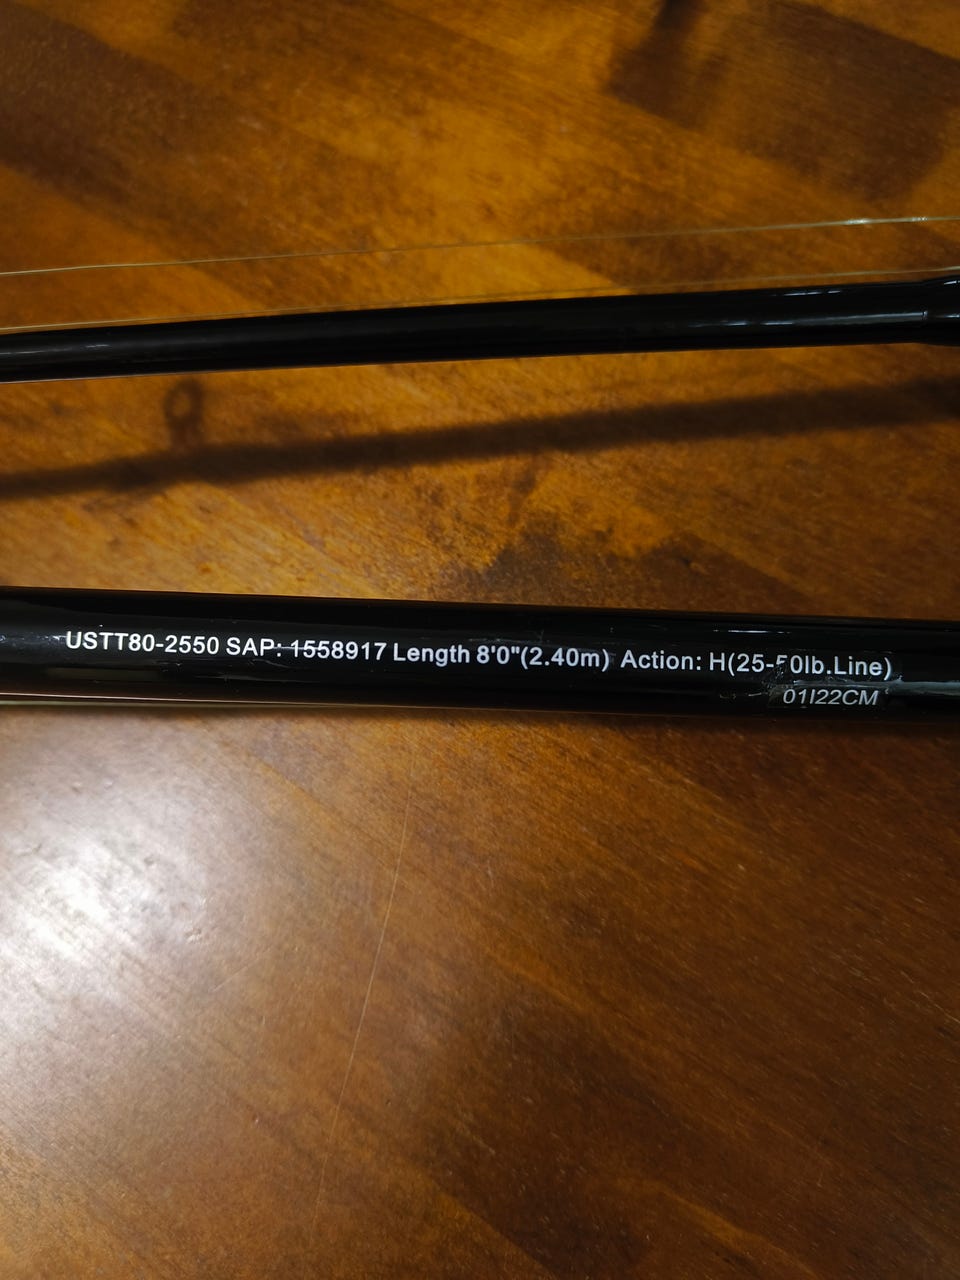 USTT80-2550 SAP: 1558917 Length 8'0"(2.40m) Action: H(25-50lb.Line)
01I22CM